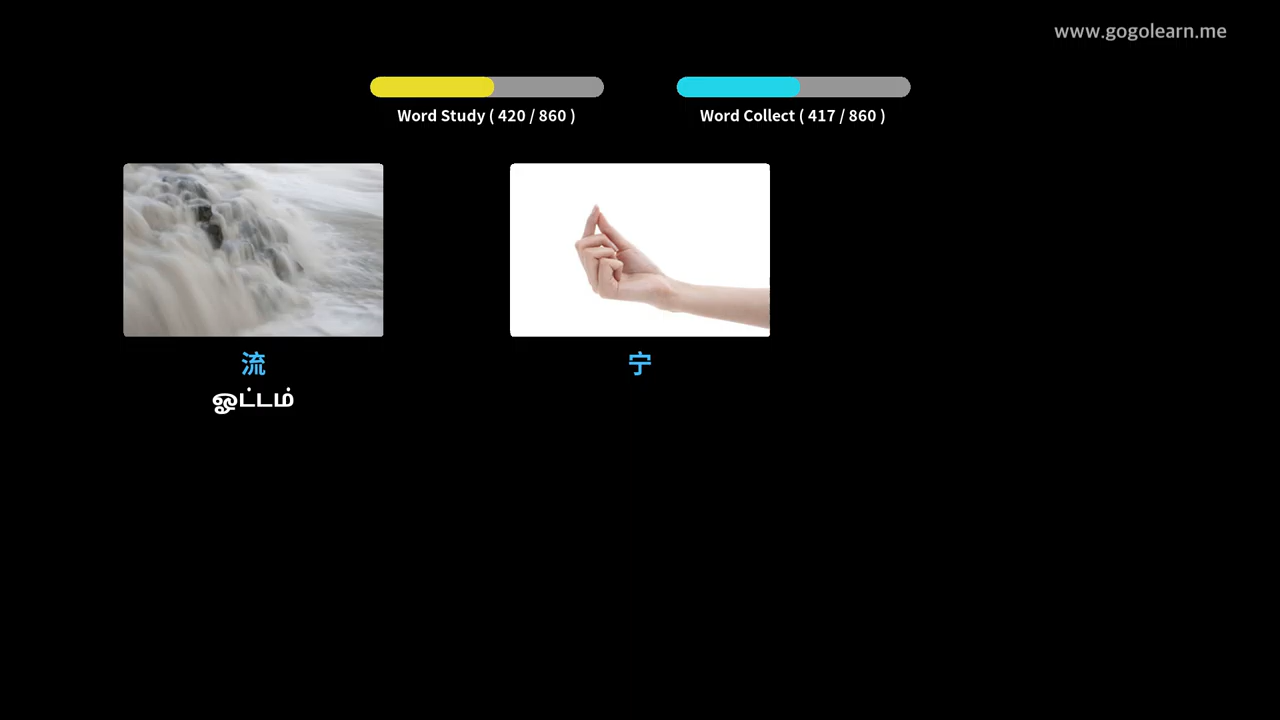 www.gogolearn.me
Word Study ( 420 / 860 )
Word Collect ( 417 / 860 )
流
ஓட்டம்
宁